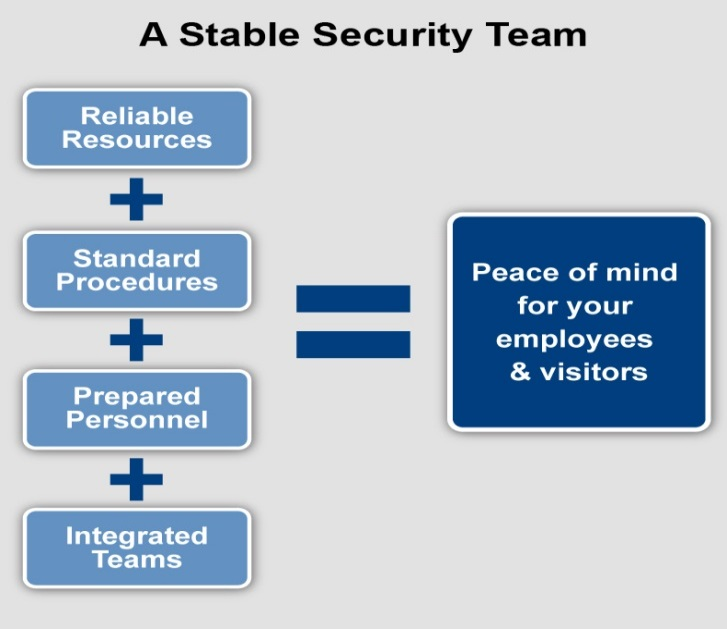 A Stable Security Team
Reliable
Resources
+
Standard
Procedures
+
Prepared
Personnel
+
Integrated
Teams
=
Peace of mind
for your
employees
& visitors